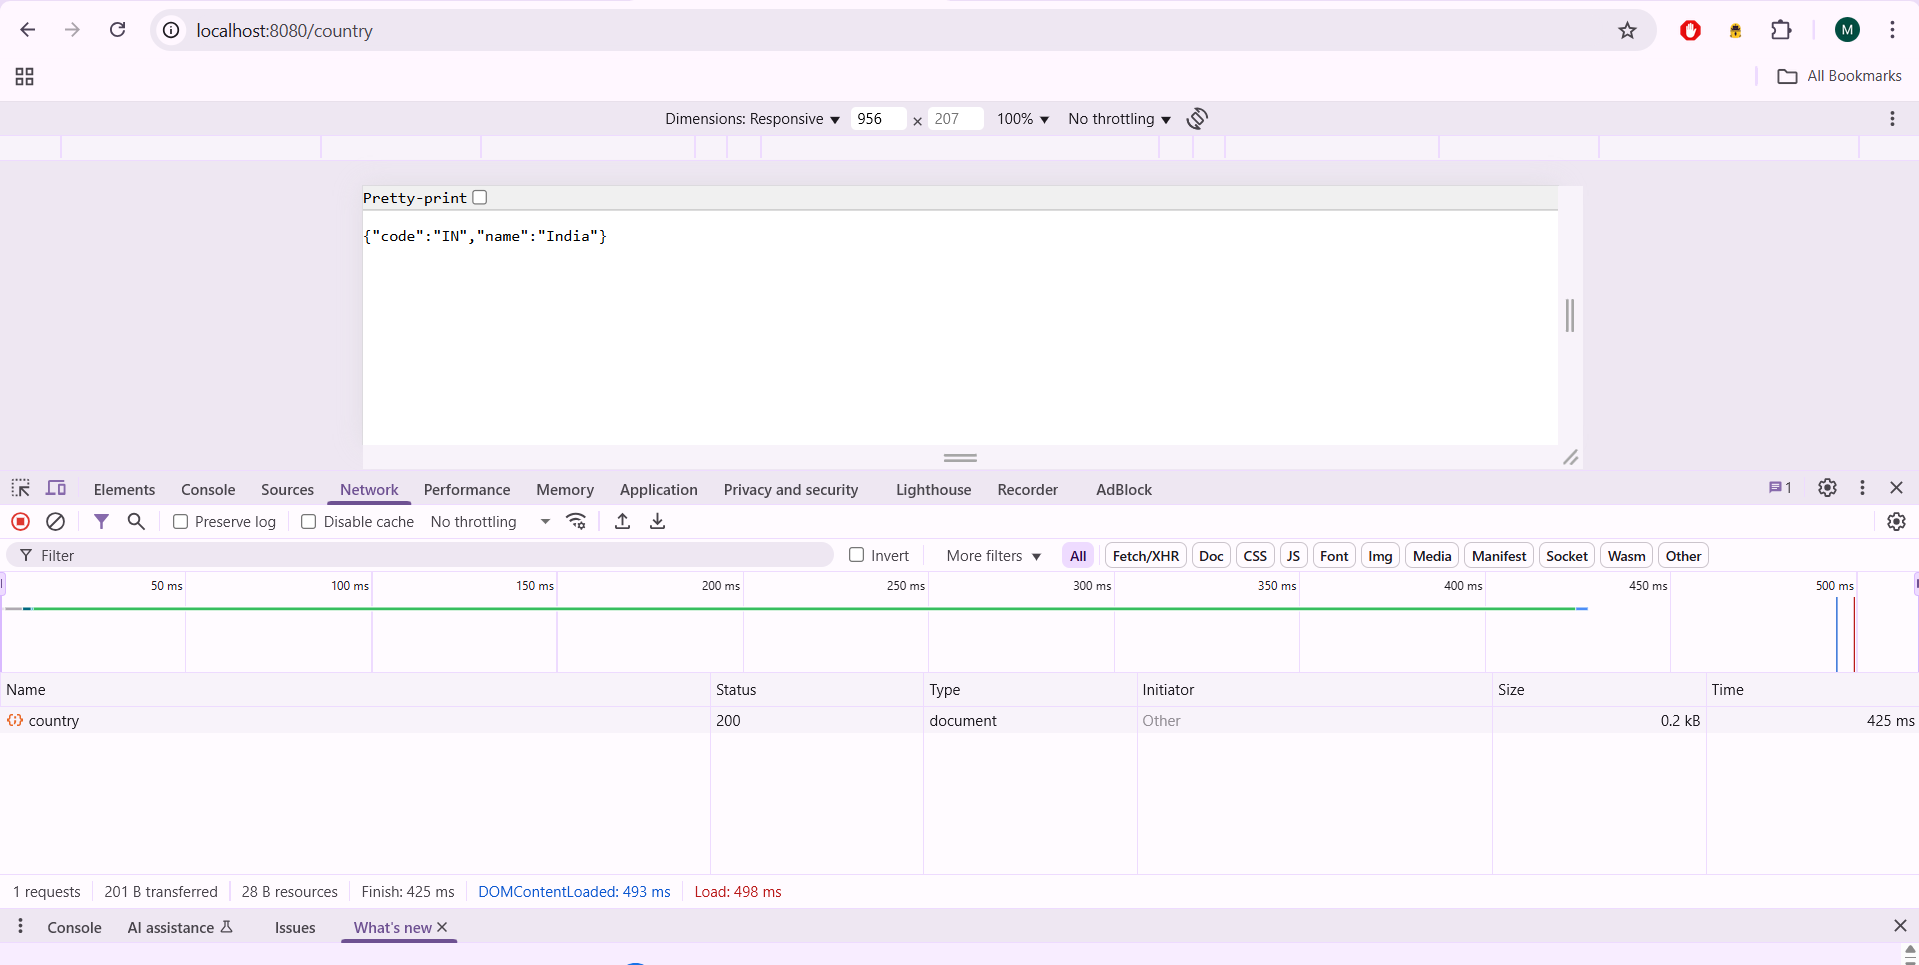 localhost:8080/country
M
All Bookmarks
Dimensions: Responsive 956 × 207 100% No throttling
Pretty-print
{"code":"IN","name":"India"}
Elements Console Sources Network Performance Memory Application Privacy and security Lighthouse Recorder AdBlock 1
Preserve log Disable cache No throttling
Filter Invert More filters All Fetch/XHR Doc CSS JS Font Img Media Manifest Socket Wasm Other
50 ms 100 ms 150 ms 200 ms 250 ms 300 ms 350 ms 400 ms 450 ms 500 ms
Name Status Type Initiator Size Time
country 200 document Other 0.2 kB 425 ms
1 requests 201 B transferred 28 B resources Finish: 425 ms DOMContentLoaded: 493 ms Load: 498 ms
Console AI assistance Issues What's new